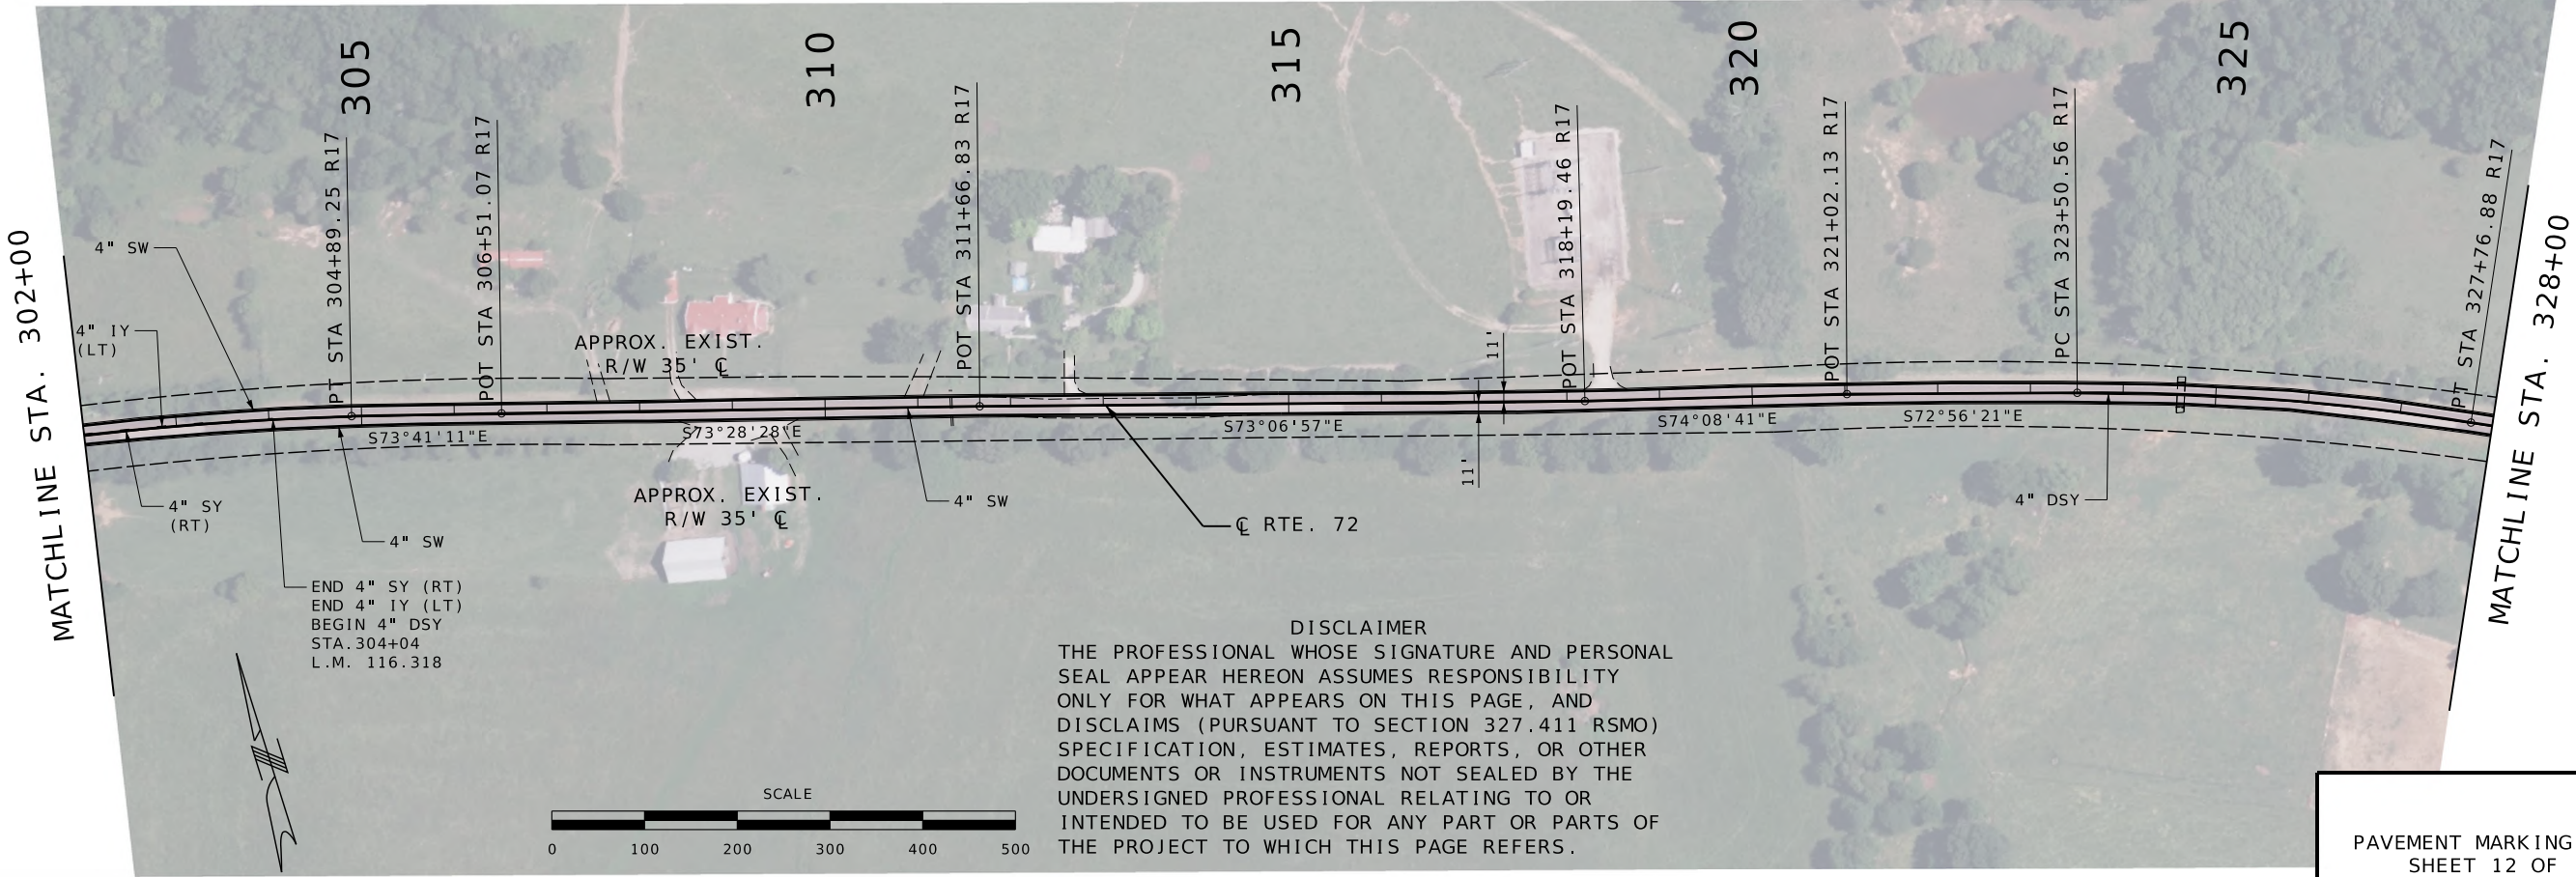 305
310
315
320
325
MATCHLINE STA. 302+00
PT STA 304+89.25 R17
POT STA 306+51.07 R17
POT STA 311+66.83 R17
POT STA 318+19.46 R17
POT STA 321+02.13 R17
PC STA 323+50.56 R17
PT STA 327+76.88 R17
MATCHLINE STA. 328+00
4" SW
4" IY
(LT)
APPROX. EXIST.
R/W 35' ℄
11'
S73°41'11"E
S73°28'28"E
S73°06'57"E
S74°08'41"E
S72°56'21"E
11'
4" SY
(RT)
4" SW
APPROX. EXIST.
R/W 35' ℄
4" SW
℄ RTE. 72
4" DSY
END 4" SY (RT)
END 4" IY (LT)
BEGIN 4" DSY
STA.304+04
L.M. 116.318
SCALE
0 100 200 300 400 500
DISCLAIMER
THE PROFESSIONAL WHOSE SIGNATURE AND PERSONAL
SEAL APPEAR HEREON ASSUMES RESPONSIBILITY
ONLY FOR WHAT APPEARS ON THIS PAGE, AND
DISCLAIMS (PURSUANT TO SECTION 327.411 RSMO)
SPECIFICATION, ESTIMATES, REPORTS, OR OTHER
DOCUMENTS OR INSTRUMENTS NOT SEALED BY THE
UNDERSIGNED PROFESSIONAL RELATING TO OR
INTENDED TO BE USED FOR ANY PART OR PARTS OF
THE PROJECT TO WHICH THIS PAGE REFERS.
PAVEMENT MARKING
SHEET 12 OF